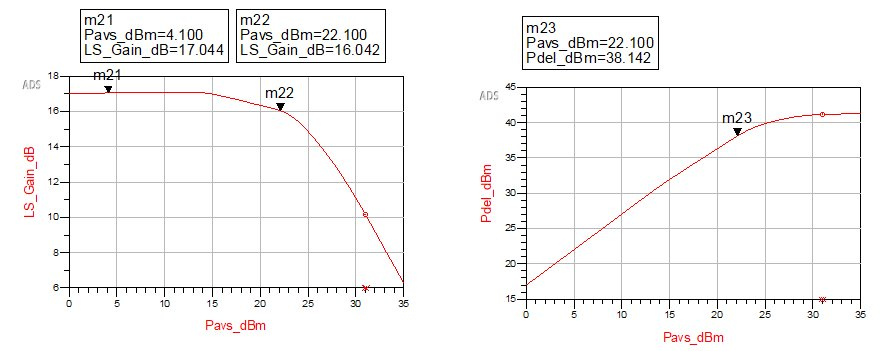 m21
Pavs_dBm=4.100
LS_Gain_dB=17.044
m22
Pavs_dBm=22.100
LS_Gain_dB=16.042
ADS
18
16
14
12
10
8
6
m21
m22
LS_Gain_dB
0
5
10
15
20
25
30
35
Pavs_dBm
m23
Pavs_dBm=22.100
Pdel_dBm=38.142
ADS
45
40
35
30
25
20
15
m23
Pdel_dBm
0
5
10
15
20
25
30
35
Pavs_dBm